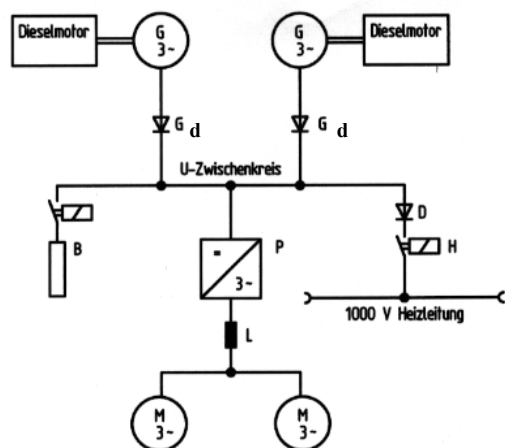 Dieselmotor
G
3~
G
3~
Dieselmotor
G d
G d
U-Zwischenkreis
B
=
3~
P
D
H
1000 V Heizleitung
L
M
3~
M
3~